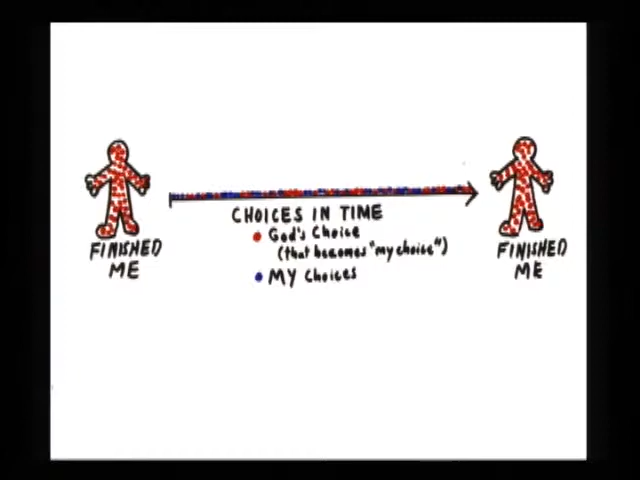 CHOICES IN TIME
God's Choice
(that becomes "my choice")
MY Choices
FINISHED
ME
FINISHED
ME